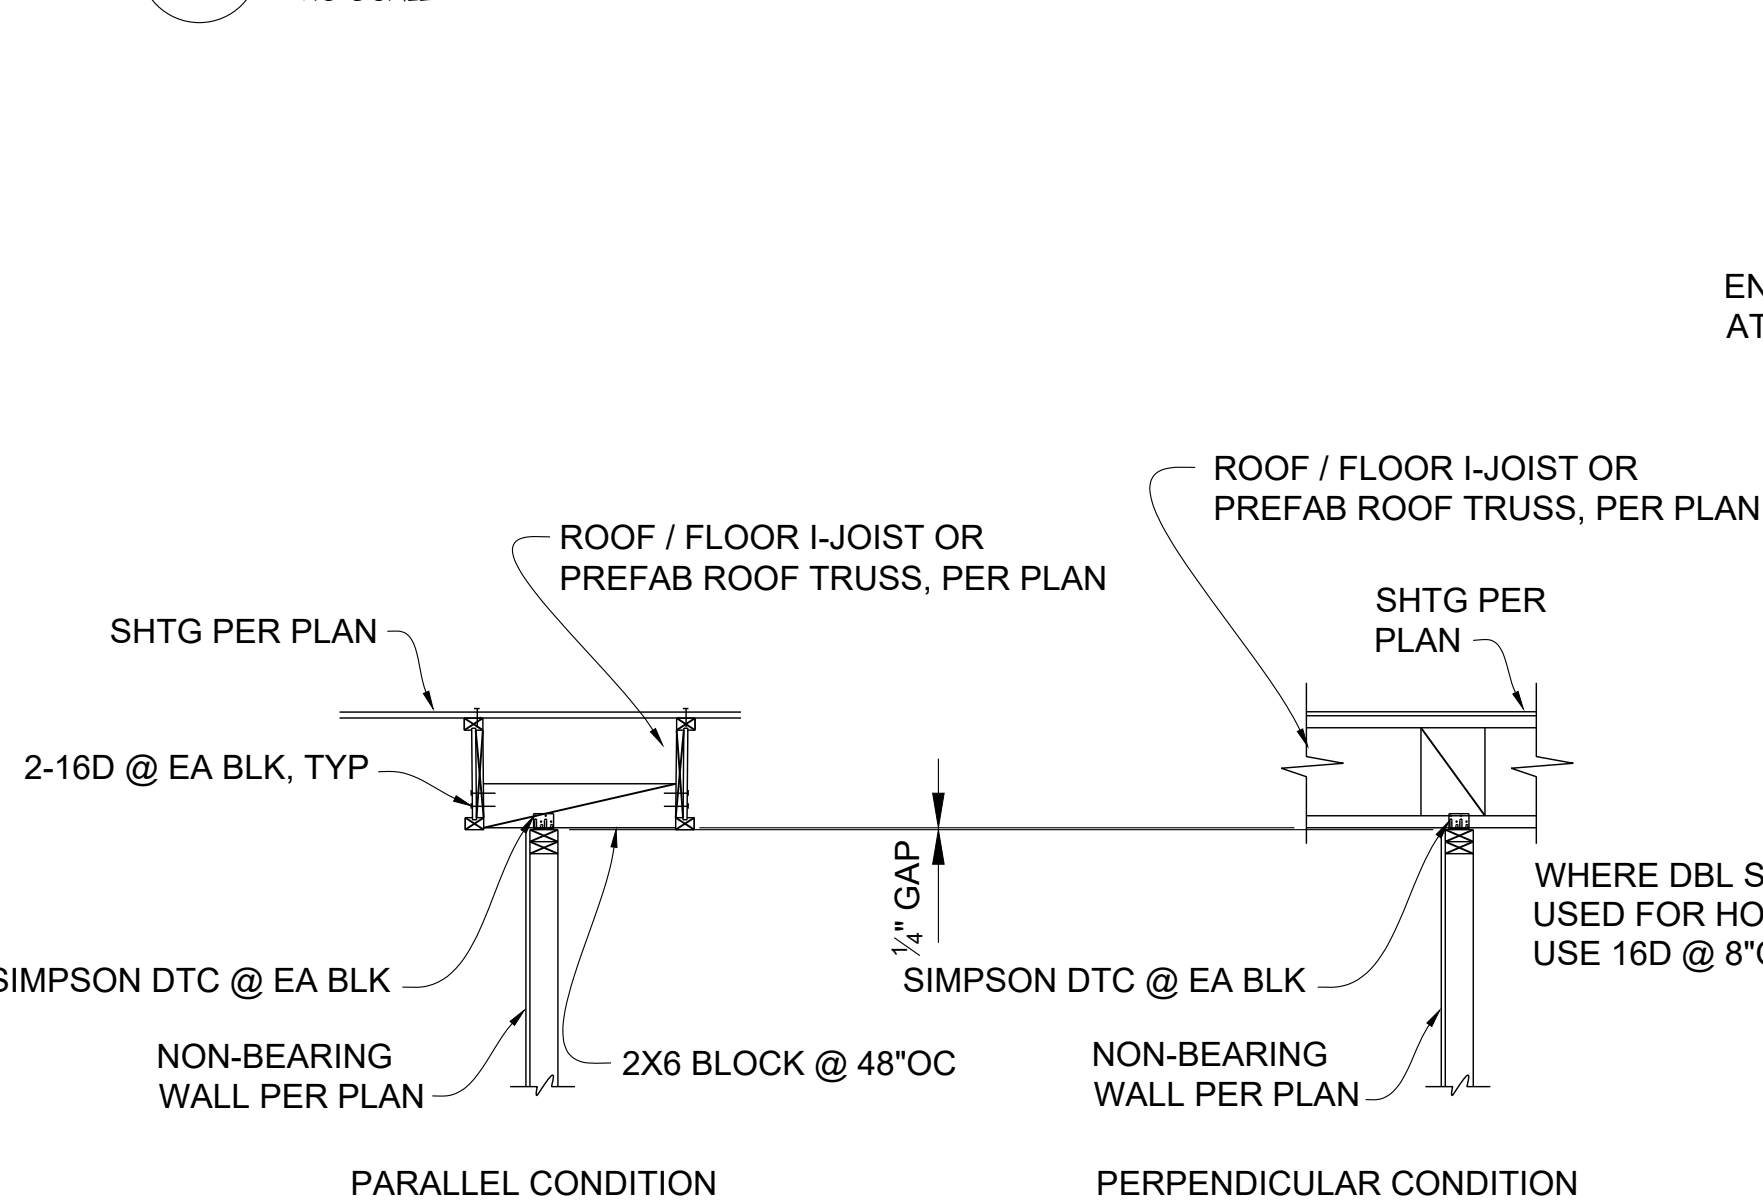 ROOF / FLOOR I-JOIST OR
PREFAB ROOF TRUSS, PER PLAN
SHTG PER PLAN
2-16D @ EA BLK, TYP
SIMPSON DTC @ EA BLK
NON-BEARING
WALL PER PLAN
2X6 BLOCK @ 48"OC
PARALLEL CONDITION
¼" GAP
ROOF / FLOOR I-JOIST OR
PREFAB ROOF TRUSS, PER PLAN
SHTG PER
PLAN
SIMPSON DTC @ EA BLK
NON-BEARING
WALL PER PLAN
PERPENDICULAR CONDITION
WHERE DBL
USED FOR
USE 16D @ 8"